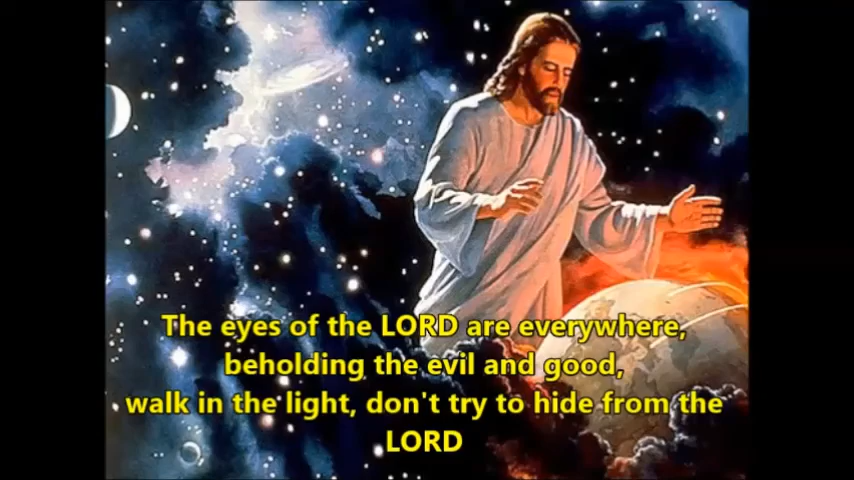 The eyes of the LORD are everywhere,
beholding the evil and good,
walk in the light, don't try to hide from the
LORD